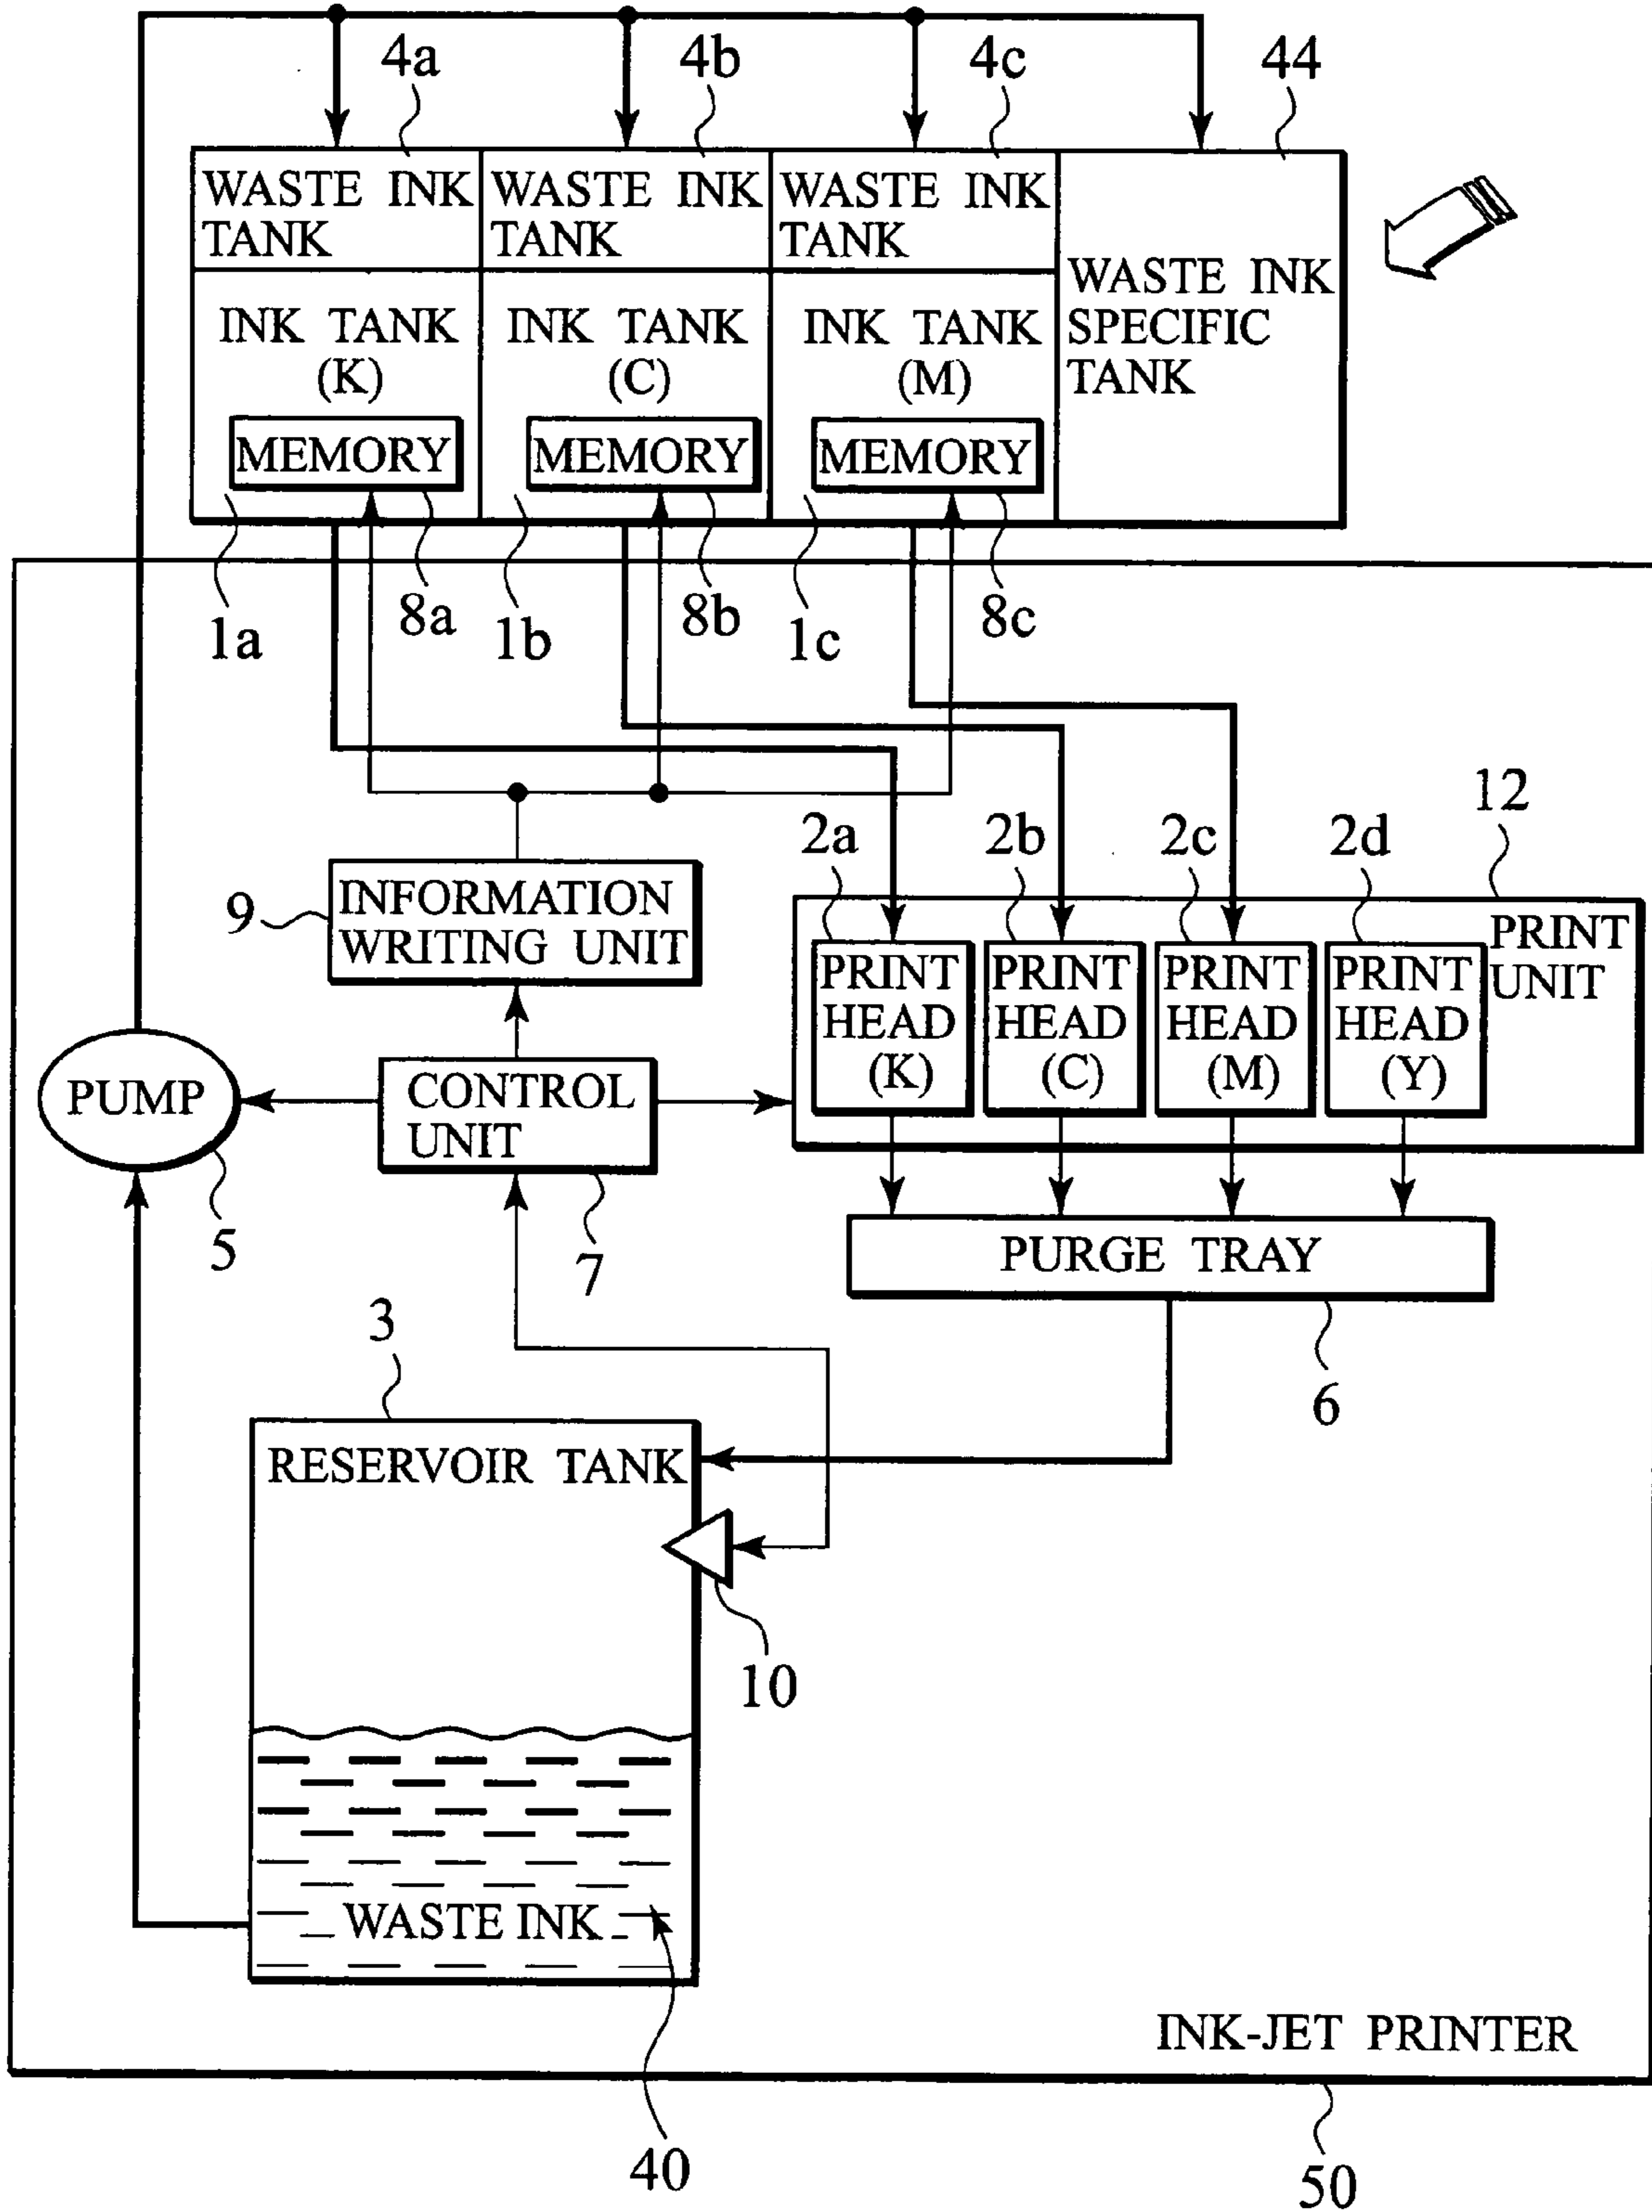 4a
4b
4c
44
WASTE INK
TANK
WASTE INK
TANK
WASTE INK
TANK
WASTE INK
SPECIFIC
TANK
INK TANK
(K)
INK TANK
(C)
INK TANK
(M)
MEMORY
MEMORY
MEMORY
1a
8a
1b
8b
1c
8c
12
2a
2b
2c
2d
9
INFORMATION
WRITING UNIT
PRINT
UNIT
PRINT
HEAD
(K)
PRINT
HEAD
(C)
PRINT
HEAD
(M)
PRINT
HEAD
(Y)
PUMP
CONTROL
UNIT
5
7
PURGE TRAY
3
6
RESERVOIR TANK
10
WASTE INK
INK-JET PRINTER
40
50